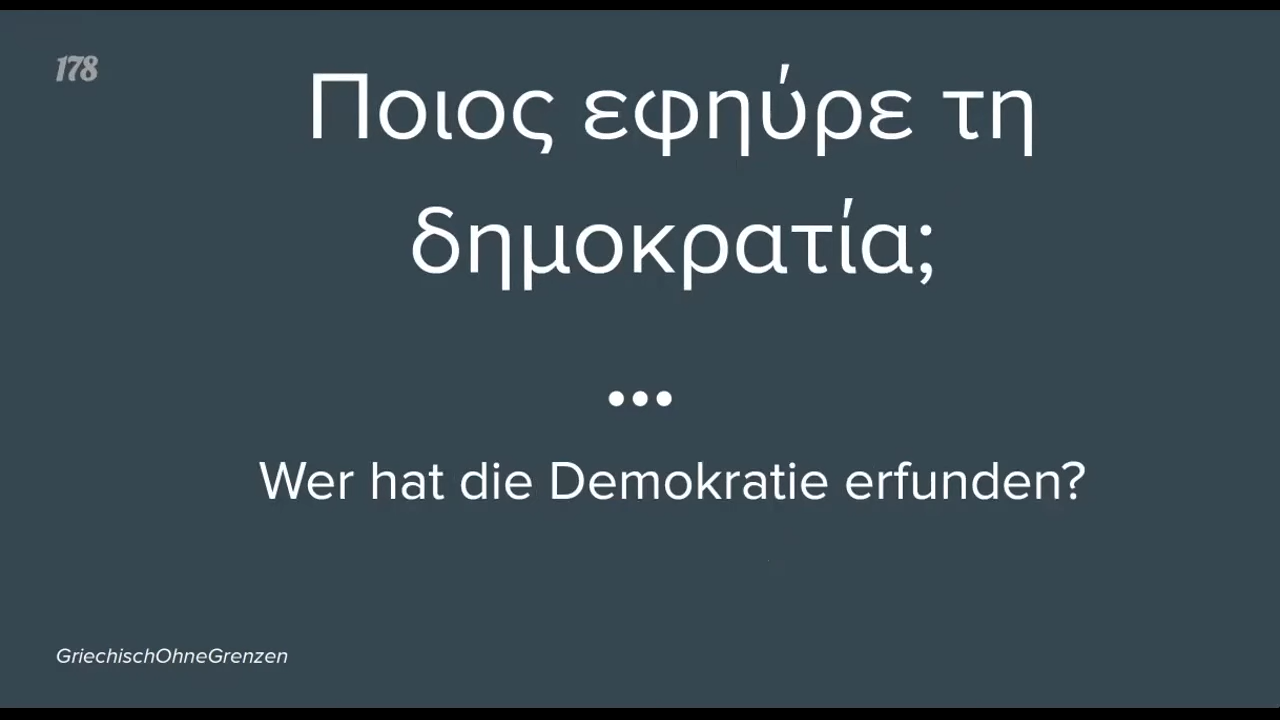 178
Ποιος εφηύρε τη
δημοκρατία;
...
Wer hat die Demokratie erfunden?
GriechischOhneGrenzen